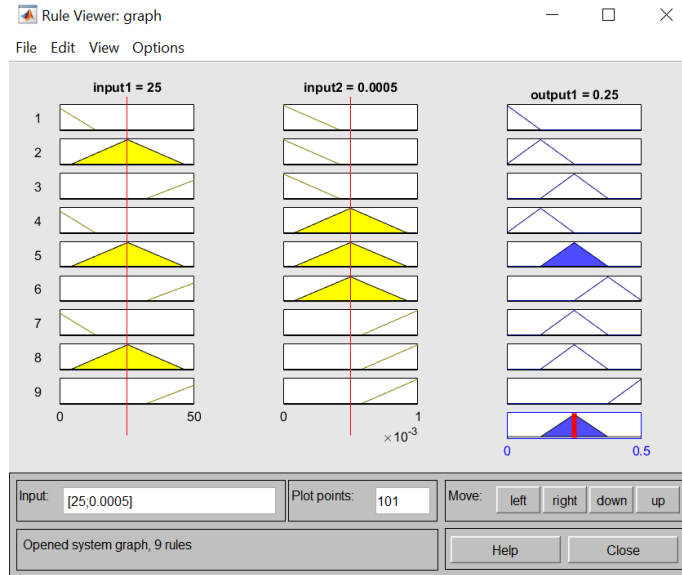 Rule Viewer: graph
File Edit View Options
input1 = 25 input2 = 0.0005 output1 = 0.25
1
2
3
4
5
6
7
8
9
0 50 0 1
×10-3
0 0.5
Input: [25;0.0005] Plot points: 101 Move: left right down up
Opened system graph, 9 rules Help Close